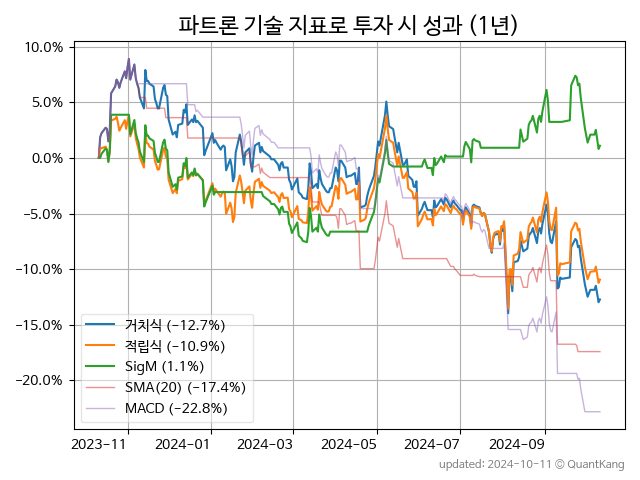 파트론 기술 지표로 투자 시 성과 (1년)
10.0%
5.0%
0.0%
−5.0%
−10.0%
−15.0%
−20.0%
거치식 (−12.7%)
적립식 (−10.9%)
SigM (1.1%)
SMA(20) (−17.4%)
MACD (−22.8%)
2023−11 2024−01 2024−03 2024−05 2024−07 2024−09
updated: 2024-10-11 © QuantKang